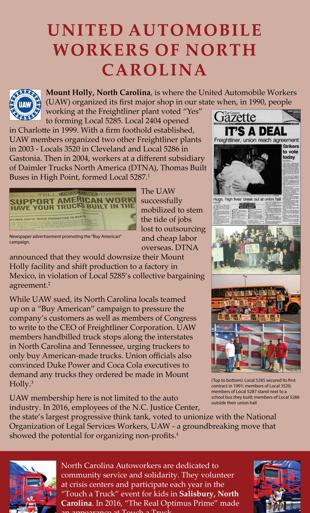 UNITED AUTOMOBILE
WORKERS OF NORTH
CAROLINA
UAW
Mount Holly, North Carolina, is where the United Automobile Workers
(UAW) organized its first major shop in our state when, in 1990, people
working at the Freightliner plant voted “Yes”
to forming Local 5285. Local 2404 opened
in Charlotte in 1999. With a firm foothold established,
UAW members organized two other Freightliner plants
in 2003 - Locals 3520 in Cleveland and Local 5286 in
Gastonia. Then in 2004, workers at a different subsidiary
of Daimler Trucks North America (DTNA), Thomas Built
Buses in High Point, formed Local 5287.¹
Gazette
IT'S A DEAL
Freightliner, union reach agreement
Strikers
to vote
today
Hugs, 'high fives' break out at union hall
SUPPORT AMERICAN WORK
HAVE YOUR TRUCKS BUILT IN THE
Newspaper advertisement promoting the "Buy American"
campaign.
The UAW
successfully
mobilized to stem
the tide of jobs
lost to outsourcing
and cheap labor
overseas. DTNA
announced that they would downsize their Mount
Holly facility and shift production to a factory in
Mexico, in violation of Local 5285's collective bargaining
agreement.²
While UAW sued, its North Carolina locals teamed
up on a “Buy American” campaign to pressure the
company's customers as well as members of Congress
to write to the CEO of Freightliner Corporation. UAW
members handbilled truck stops along the interstates
in North Carolina and Tennessee, urging truckers to
only buy American-made trucks. Union officials also
convinced Duke Power and Coca Cola executives to
demand any trucks they ordered be made in Mount
Holly.³
(Top to bottom): Local 5285 secured its first
contract in 1991; members of Local 3520;
members of Local 5287 stand next to a
school bus they built; members of Local 5286
outside their union hall
UAW membership here is not limited to the auto
industry. In 2016, employees of the N.C. Justice Center,
the state's largest progressive think tank, voted to unionize with the National
Organization of Legal Services Workers, UAW - a groundbreaking move that
showed the potential for organizing non-profits.⁴
North Carolina Autoworkers are dedicated to
community service and solidarity. They volunteer
at crisis centers and participate each year in the
“Touch a Truck” event for kids in Salisbury, North
Carolina. In 2016, “The Real Optimus Prime” made
an appearance at Touch a Truck